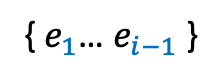 { e₁... eᵢ₋₁ }